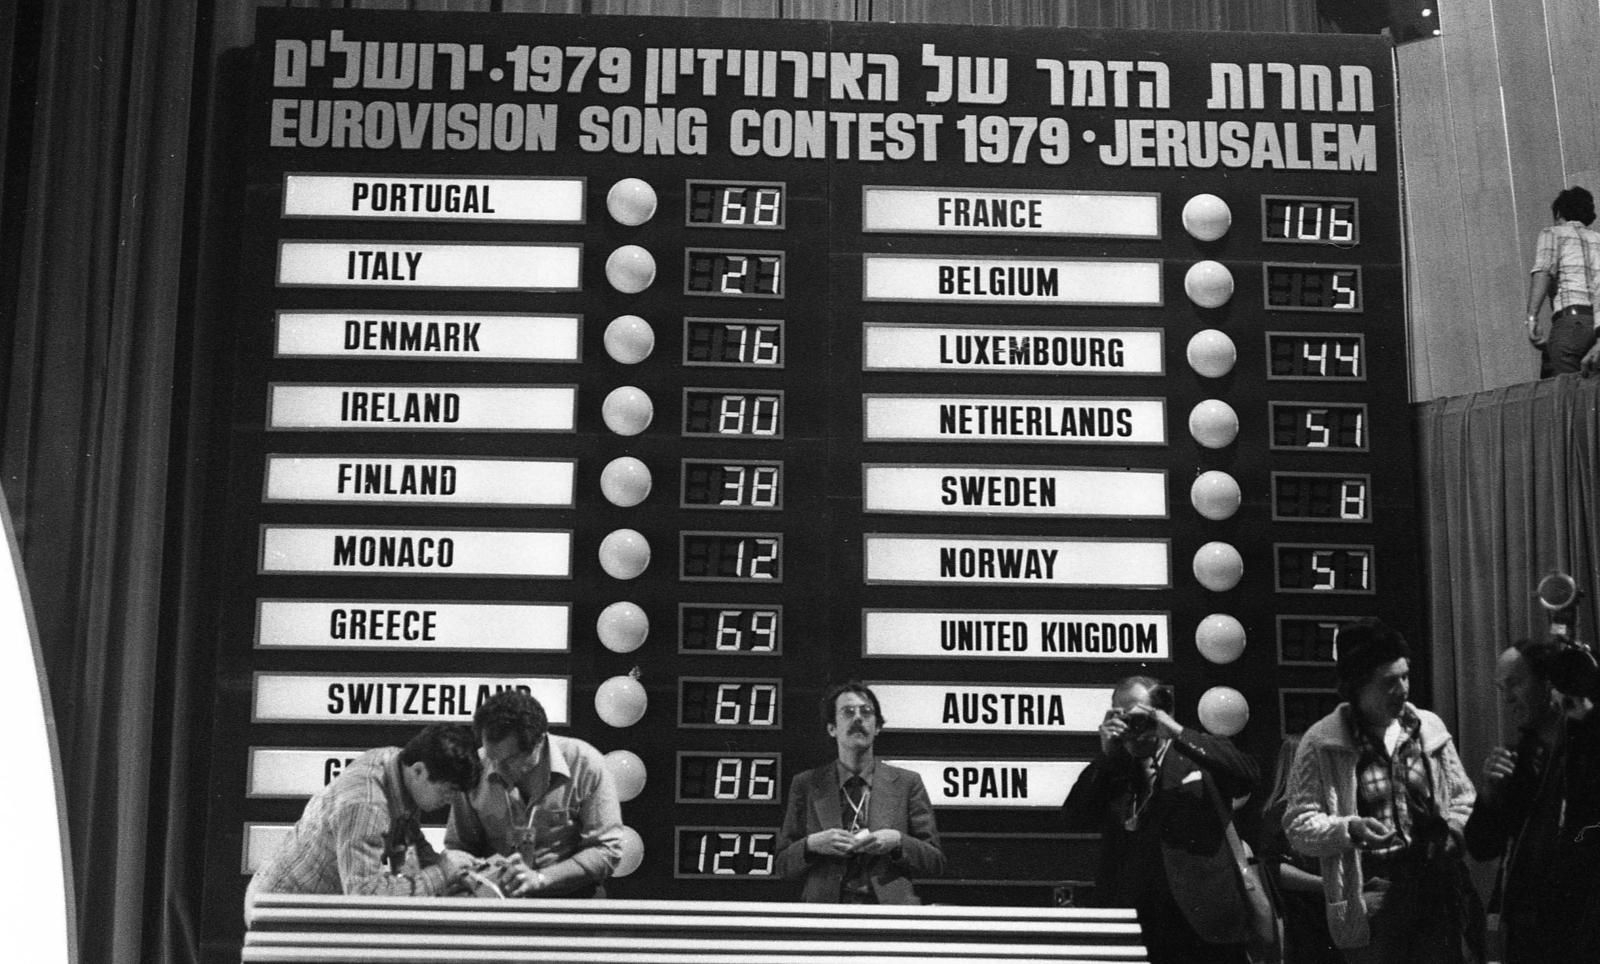 תחרות הזמר של האירוויזיון 1979 • ירושלים
EUROVISION SONG CONTEST 1979 • JERUSALEM
PORTUGAL 68
ITALY 21
DENMARK 76
IRELAND 80
FINLAND 38
MONACO 12
GREECE 69
SWITZERLAND 60
86
125
FRANCE 106
BELGIUM 5
LUXEMBOURG 44
NETHERLANDS 51
SWEDEN 8
NORWAY 57
UNITED KINGDOM
AUSTRIA
SPAIN